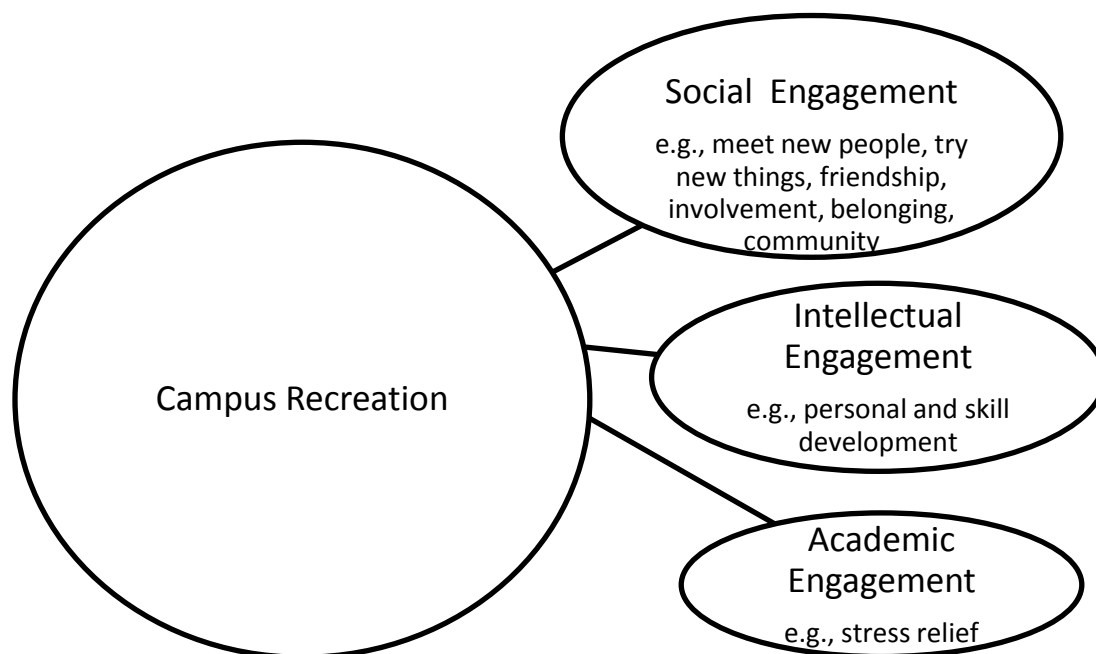 Social Engagement
e.g., meet new people, try
new things, friendship,
involvement, belonging,
community
Campus Recreation
Intellectual
Engagement
e.g., personal and skill
development
Academic
Engagement
e.g., stress relief